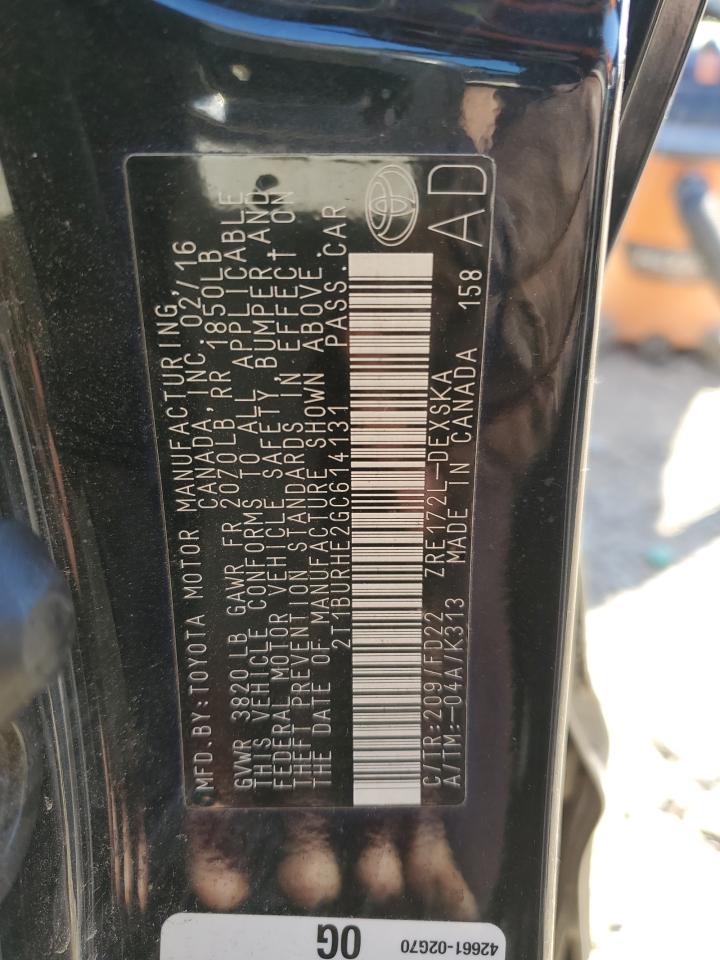 MFD.BY:TOYOTA MOTOR MANUFACTURING,
CANADA, INC. 02/16
GVWR 3820 LB GAWR FR 2070LB, RR 1850LB
THIS VEHICLE CONFORMS TO ALL APPLICABLE
FEDERAL MOTOR VEHICLE SAFETY, BUMPER AND
THEFT PREVENTION STANDARDS IN EFFECT ON
THE DATE OF MANUFACTURE SHOWN ABOVE.
2T1BURHE2GC614131 PASS.CAR
C/TR:209/FD22 ZRE172L-DEXSKA
A/TM:-04A/K313 MADE IN CANADA 158
AD
42661-02G70
0G